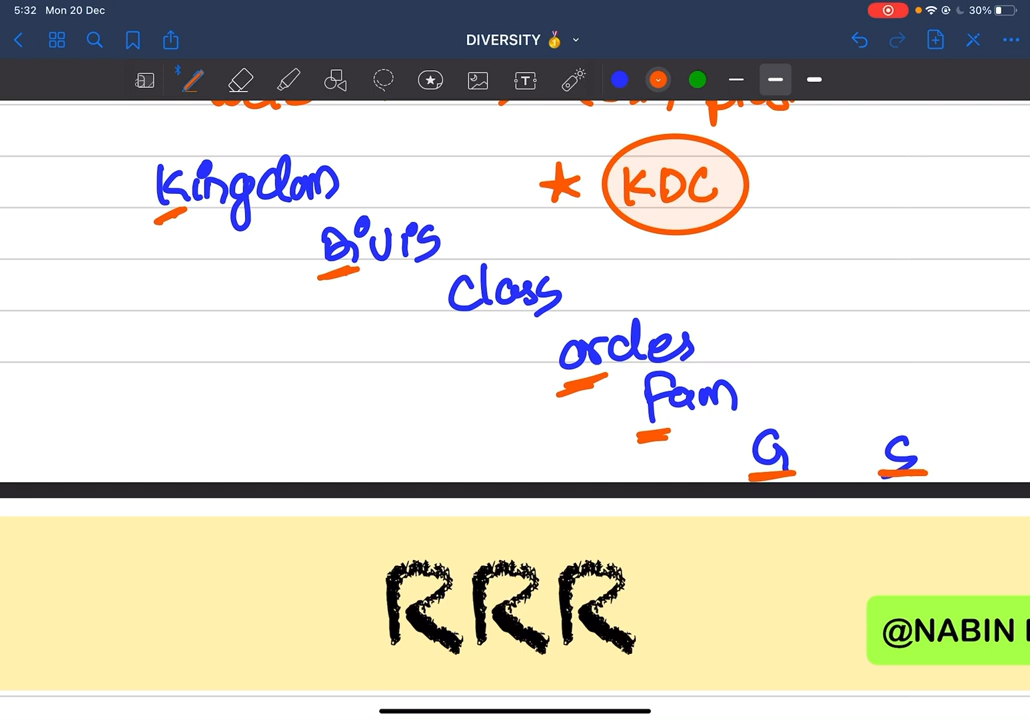 5:32 Mon 20 Dec
30%
DIVERSITY
Kingdom
★ KDC
Divis
Class
order
Fam
G S
RRR
@NABIN